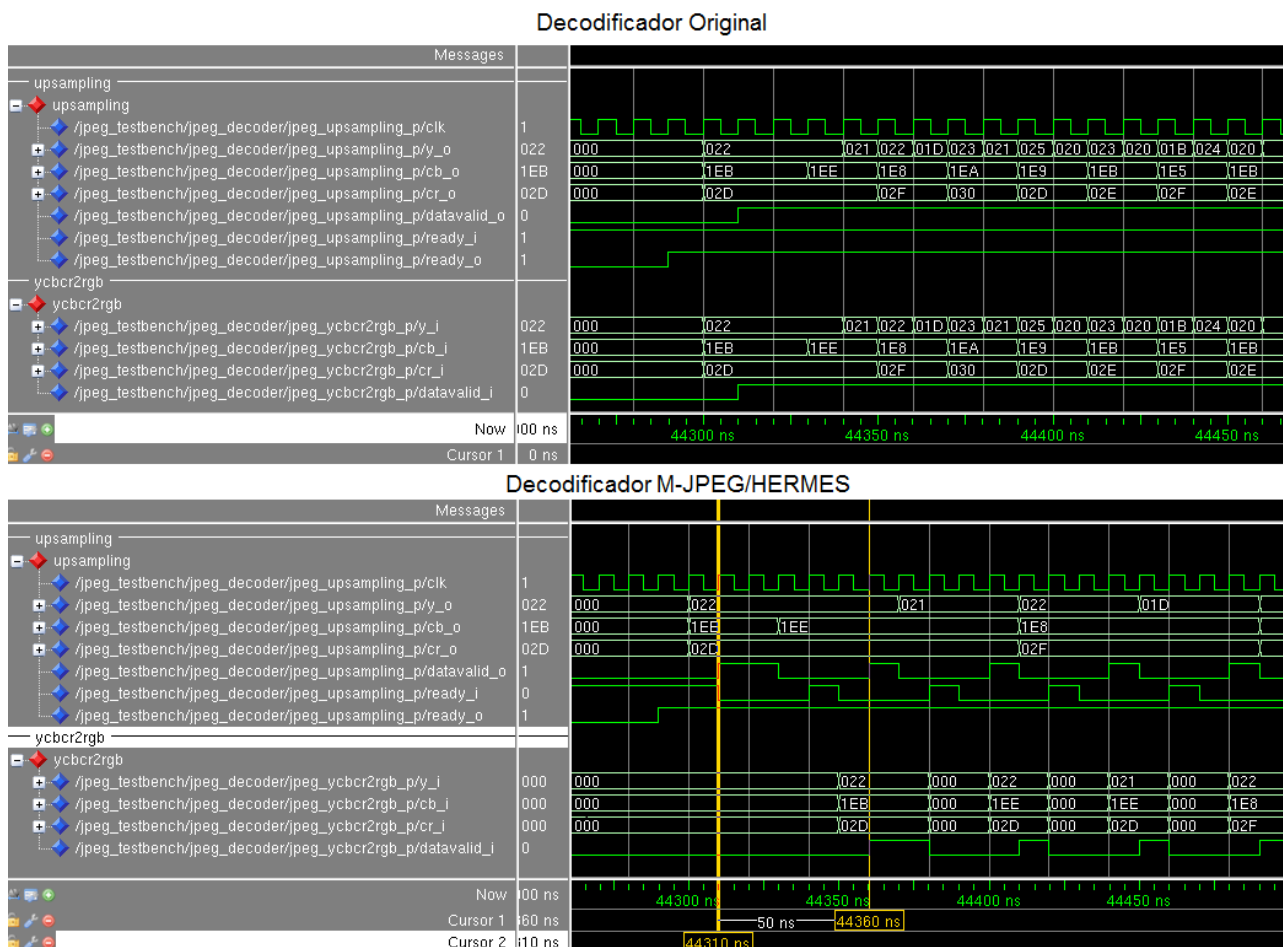 Decodificador Original
Messages
upsampling
upsampling
/jpeg_testbench/jpeg_decoder/jpeg_upsampling_p/clk 1
/jpeg_testbench/jpeg_decoder/jpeg_upsampling_p/y_o 022 000 022 021 022 01D 023 021 025 020 023 020 01B 024 020
/jpeg_testbench/jpeg_decoder/jpeg_upsampling_p/cb_o 1EB 000 1EB 1EE 1E8 1EA 1E9 1EB 1E5 1EB
/jpeg_testbench/jpeg_decoder/jpeg_upsampling_p/cr_o 02D 000 02D 02F 030 02D 02E 02F 02E
/jpeg_testbench/jpeg_decoder/jpeg_upsampling_p/datavalid_o 0
/jpeg_testbench/jpeg_decoder/jpeg_upsampling_p/ready_i 1
/jpeg_testbench/jpeg_decoder/jpeg_upsampling_p/ready_o 1
ycbcr2rgb
ycbcr2rgb
/jpeg_testbench/jpeg_decoder/jpeg_ycbcr2rgb_p/y_i 022 000 022 021 022 01D 023 021 025 020 023 020 01B 024 020
/jpeg_testbench/jpeg_decoder/jpeg_ycbcr2rgb_p/cb_i 1EB 000 1EB 1EE 1E8 1EA 1E9 1EB 1E5 1EB
/jpeg_testbench/jpeg_decoder/jpeg_ycbcr2rgb_p/cr_i 02D 000 02D 02F 030 02D 02E 02F 02E
/jpeg_testbench/jpeg_decoder/jpeg_ycbcr2rgb_p/datavalid_i 0
Now 00 ns 44300 ns 44350 ns 44400 ns 44450 ns
Cursor 1 0 ns
Decodificador M-JPEG/HERMES
Messages
upsampling
upsampling
/jpeg_testbench/jpeg_decoder/jpeg_upsampling_p/clk 1
/jpeg_testbench/jpeg_decoder/jpeg_upsampling_p/y_o 022 000 022 021 022 01D
/jpeg_testbench/jpeg_decoder/jpeg_upsampling_p/cb_o 1EB 000 1EE 1EE 1E8
/jpeg_testbench/jpeg_decoder/jpeg_upsampling_p/cr_o 02D 000 02D 02F
/jpeg_testbench/jpeg_decoder/jpeg_upsampling_p/datavalid_o 1
/jpeg_testbench/jpeg_decoder/jpeg_upsampling_p/ready_i 0
/jpeg_testbench/jpeg_decoder/jpeg_upsampling_p/ready_o 1
ycbcr2rgb
ycbcr2rgb
/jpeg_testbench/jpeg_decoder/jpeg_ycbcr2rgb_p/y_i 000 000 022 000 022 000 021 000 022
/jpeg_testbench/jpeg_decoder/jpeg_ycbcr2rgb_p/cb_i 000 000 1EB 000 1EE 000 1EE 000 1E8
/jpeg_testbench/jpeg_decoder/jpeg_ycbcr2rgb_p/cr_i 000 000 02D 000 02D 000 02D 000 02F
/jpeg_testbench/jpeg_decoder/jpeg_ycbcr2rgb_p/datavalid_i 0
Now 00 ns 44300 ns 44350 ns 44400 ns 44450 ns
Cursor 1 60 ns 50 ns 44360 ns
Cursor 2 10 ns 44310 ns